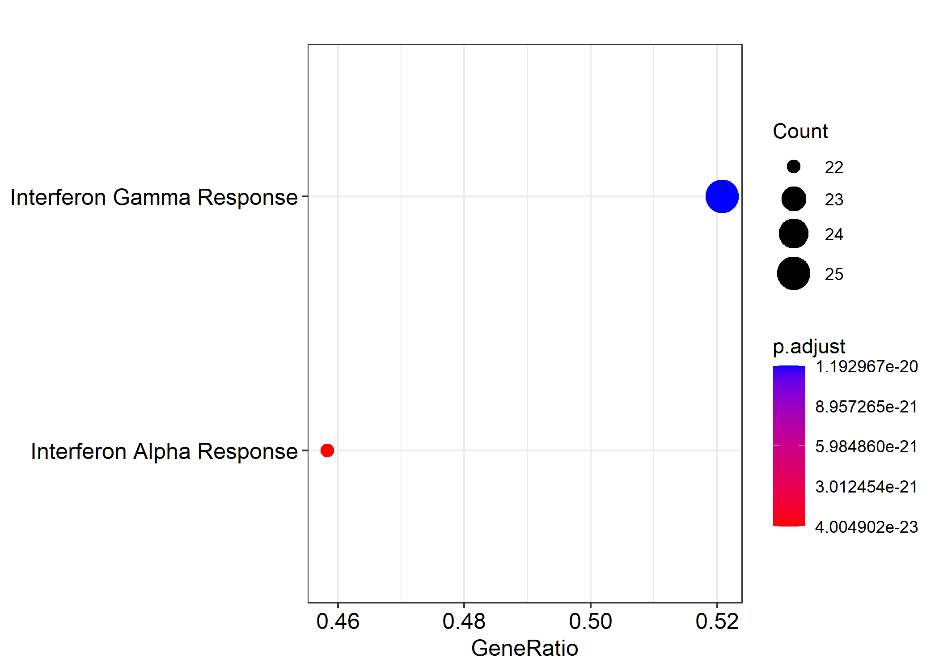 Interferon Gamma Response
Interferon Alpha Response
0.46
0.48
0.50
0.52
GeneRatio
Count
22
23
24
25
p.adjust
1.192967e-20
8.957265e-21
5.984860e-21
3.012454e-21
4.004902e-23